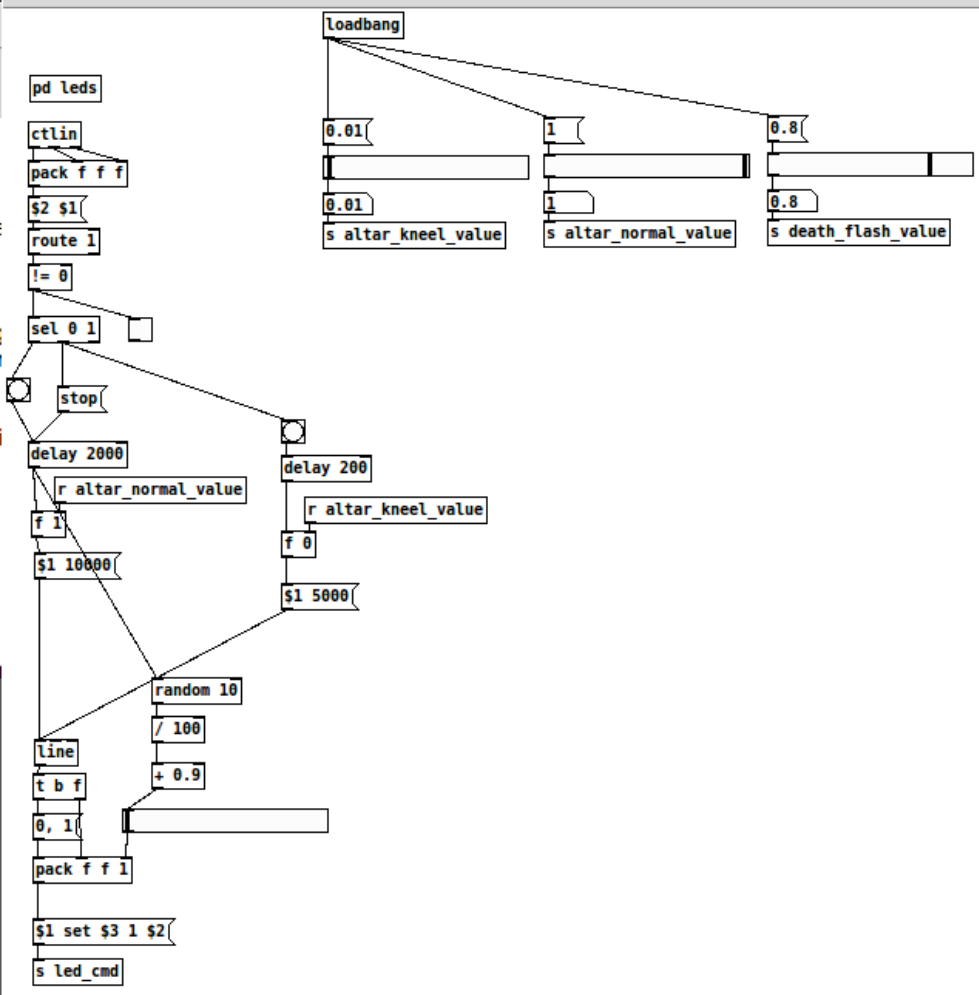 loadbang
pd leds
ctlin
0.01
1
0.8
pack f f f
$2 $1
0.01
1
0.8
route 1
s altar_kneel_value
s altar_normal_value
s death_flash_value
!= 0
sel 0 1
stop
delay 2000
delay 200
r altar_normal_value
r altar_kneel_value
f 1
f 0
$1 10000
$1 5000
random 10
/ 100
line
+ 0.9
t b f
0, 1
pack f f 1
$1 set $3 1 $2
s led_cmd